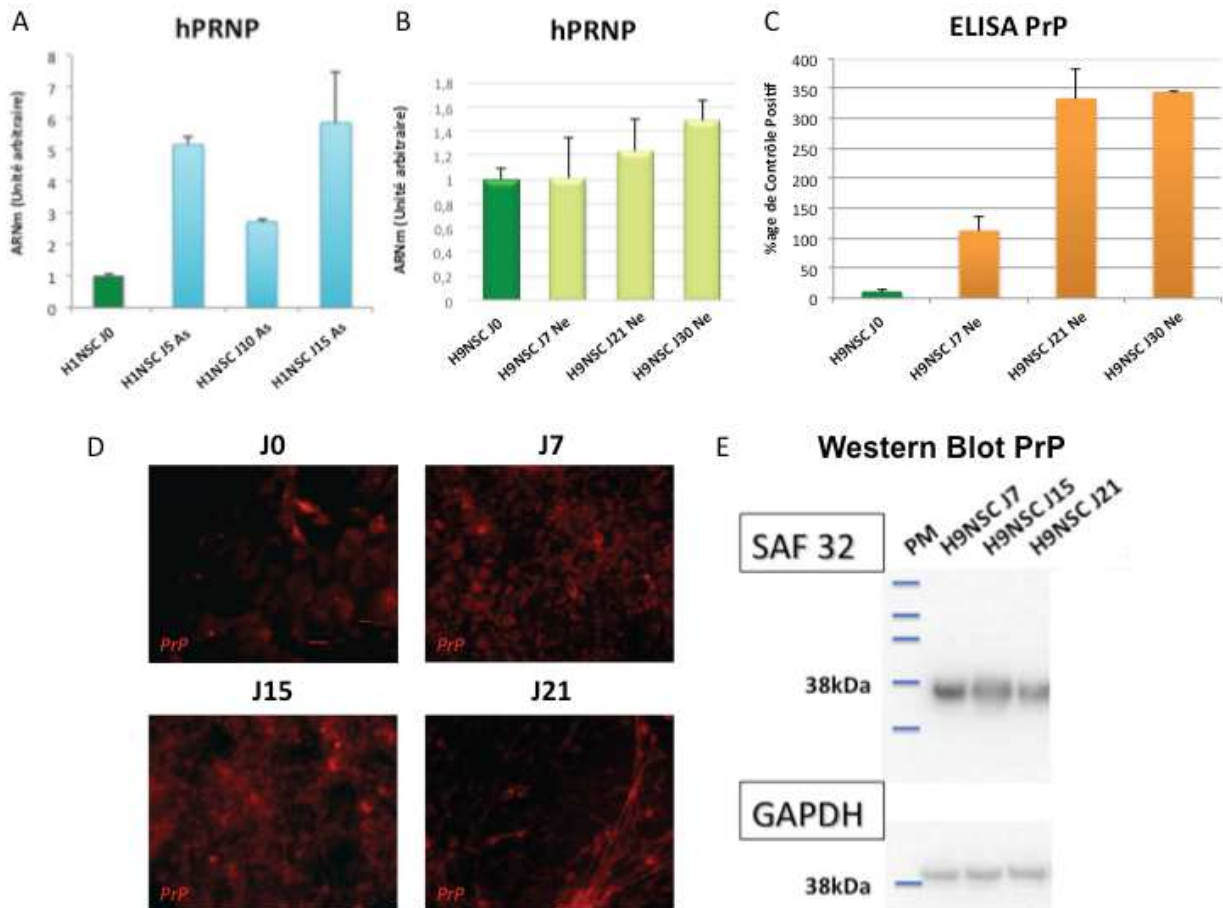 A
hPRNP
ARNm (Unité arbitraire)
8
7
6
5
4
3
2
1
0
H1NSC J0
H1NSC J5 As
H1NSC J10 As
H1NSC J15 As
B
hPRNP
ARNm (Unité arbitraire)
1,8
1,6
1,4
1,2
1
0,8
0,6
0,4
0,2
0
H9NSC J0
H9NSC J7 Ne
H9NSC J21 Ne
H9NSC J30 Ne
C
ELISA PrP
%age de Contrôle Positif
400
350
300
250
200
150
100
50
0
H9NSC J0
H9NSC J7 Ne
H9NSC J21 Ne
H9NSC J30 Ne
D
J0
PrP
J7
PrP
J15
PrP
J21
PrP
E
Western Blot PrP
SAF 32
PM
H9NSC J7
H9NSC J15
H9NSC J21
38kDa
GAPDH
38kDa